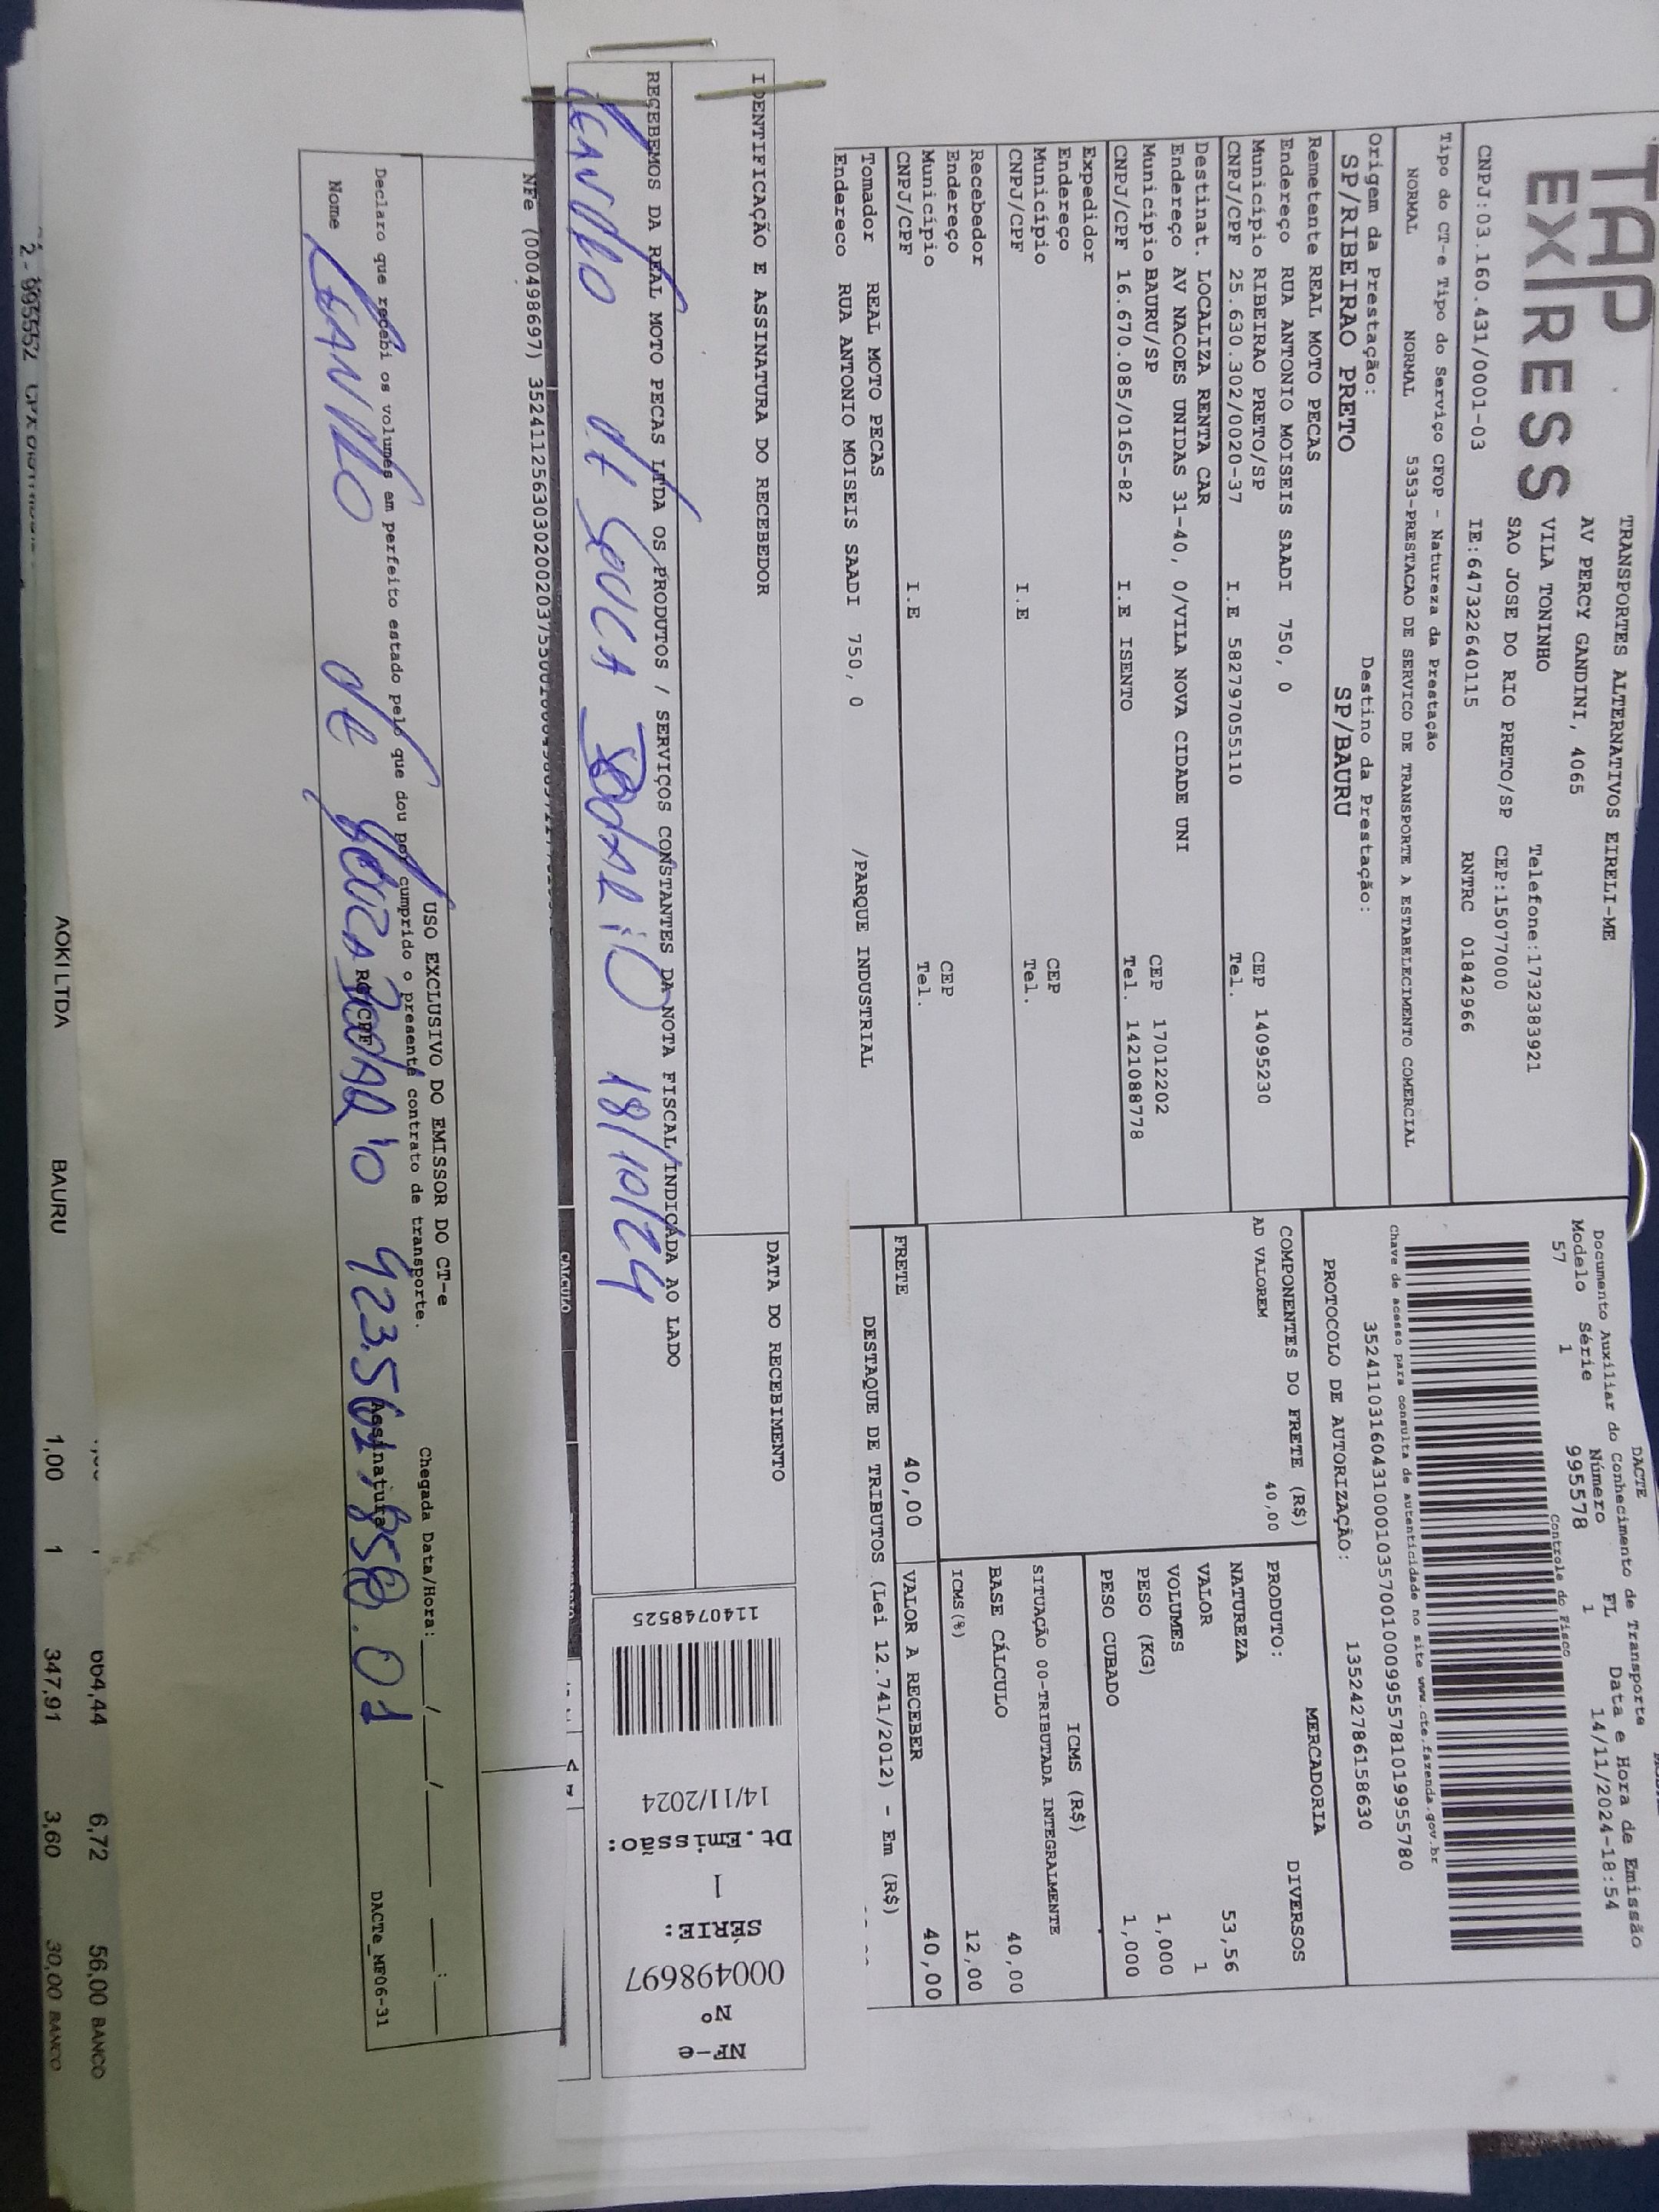 TAP
EXPRESS
TRANSPORTES ALTERNATIVOS EIRELI-ME
AV PERCY GANDINI, 4065
VILA TONINHO Telefone:1732383921
SAO JOSE DO RIO PRETO/SP CEP:15077000
CNPJ:03.160.431/0001-03 IE:647322640115 RNTRC 01842966
Tipo do CT-e Tipo do Serviço CFOP - Natureza da Prestação
NORMAL NORMAL 5353-PRESTACAO DE SERVICO DE TRANSPORTE A ESTABELECIMENTO COMERCIAL
Origem da Prestação: Destino da Prestação:
SP/RIBEIRAO PRETO SP/BAURU
Remetente REAL MOTO PECAS
Endereço RUA ANTONIO MOISEIS SAADI 750, 0
Município RIBEIRAO PRETO/SP CEP 14095230
CNPJ/CPF 25.630.302/0020-37 I.E 582797055110 Tel.
Destinat. LOCALIZA RENTA CAR
Endereço AV NACOES UNIDAS 31-40, 0/VILA NOVA CIDADE UNI
Município BAURU/SP CEP 17012202
CNPJ/CPF 16.670.085/0165-82 I.E ISENTO Tel. 1421088778
Expedidor
Endereço
Município CEP
CNPJ/CPF I.E Tel.
Recebedor
Endereço
Município CEP
CNPJ/CPF I.E Tel.
Tomador REAL MOTO PECAS
Endereco RUA ANTONIO MOISEIS SAADI 750, 0 /PARQUE INDUSTRIAL
DACTE
Documento Auxiliar do Conhecimento de Transporte
Modelo Série Número FL Data e Hora de Emissão
57 1 995578 1 14/11/2024-18:54
Controle do Fisco
Chave de acesso para consulta de autenticidade no site www.cte.fazenda.gov.br
35241103160431000103570010009955781019955780
PROTOCOLO DE AUTORIZAÇÃO: 135242786158630
COMPONENTES DO FRETE (R$)
AD VALOREM 40,00
MERCADORIA
PRODUTO: DIVERSOS
NATUREZA
VALOR 53,56
VOLUMES 1
PESO (KG) 1,000
PESO CUBADO 1,000
ICMS (R$)
SITUAÇÃO 00-TRIBUTADA INTEGRALMENTE
BASE CÁLCULO 40,00
ICMS(%) 12,00
FRETE 40,00 VALOR A RECEBER 40,00
DESTAQUE DE TRIBUTOS (Lei 12.741/2012) - Em (R$)
IDENTIFICAÇÃO E ASSINATURA DO RECEBEDOR DATA DO RECEBIMENTO
RECEBEMOS DA REAL MOTO PECAS LTDA OS PRODUTOS / SERVIÇOS CONSTANTES DA NOTA FISCAL INDICADA AO LADO
18/10/24
NF-e
Nº
000498697
SÉRIE:
1
Dt.Emissão:
14/11/2024
1140748525
CALCULO
NFe (000498697)
USO EXCLUSIVO DO EMISSOR DO CT-e
Declaro que recebi os volumes em perfeito estado pelo que dou por cumprido o presente contrato de transporte.
Chegada Data/Hora: ___/___/___ ___:___
Nome RG/CPF Assinatura
DACTe_NF06-31
664,44 6,72 56,00 BANCO
AOKI LTDA BAURU 1,00 1 347,91 3,60 30,00 BANCO